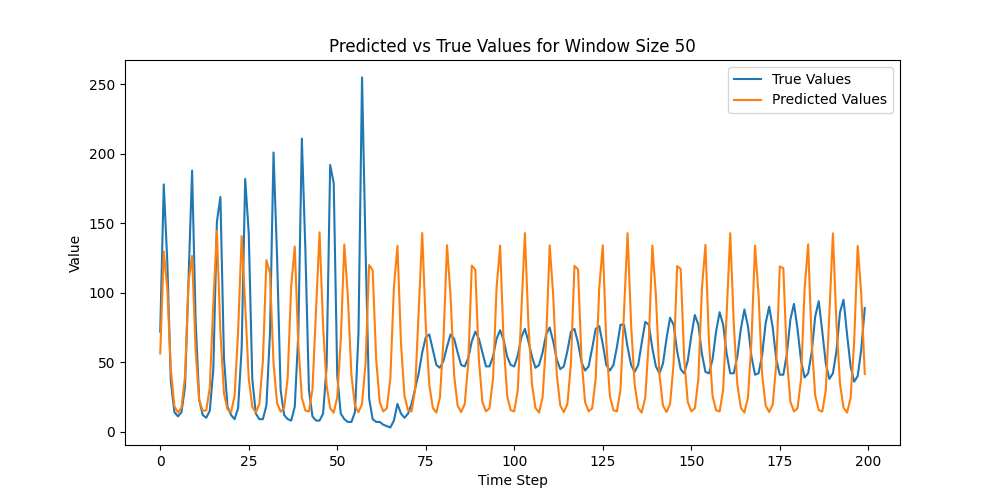 Predicted vs True Values for Window Size 50
True Values
Predicted Values
250
200
150
100
50
0
Value
0 25 50 75 100 125 150 175 200
Time Step